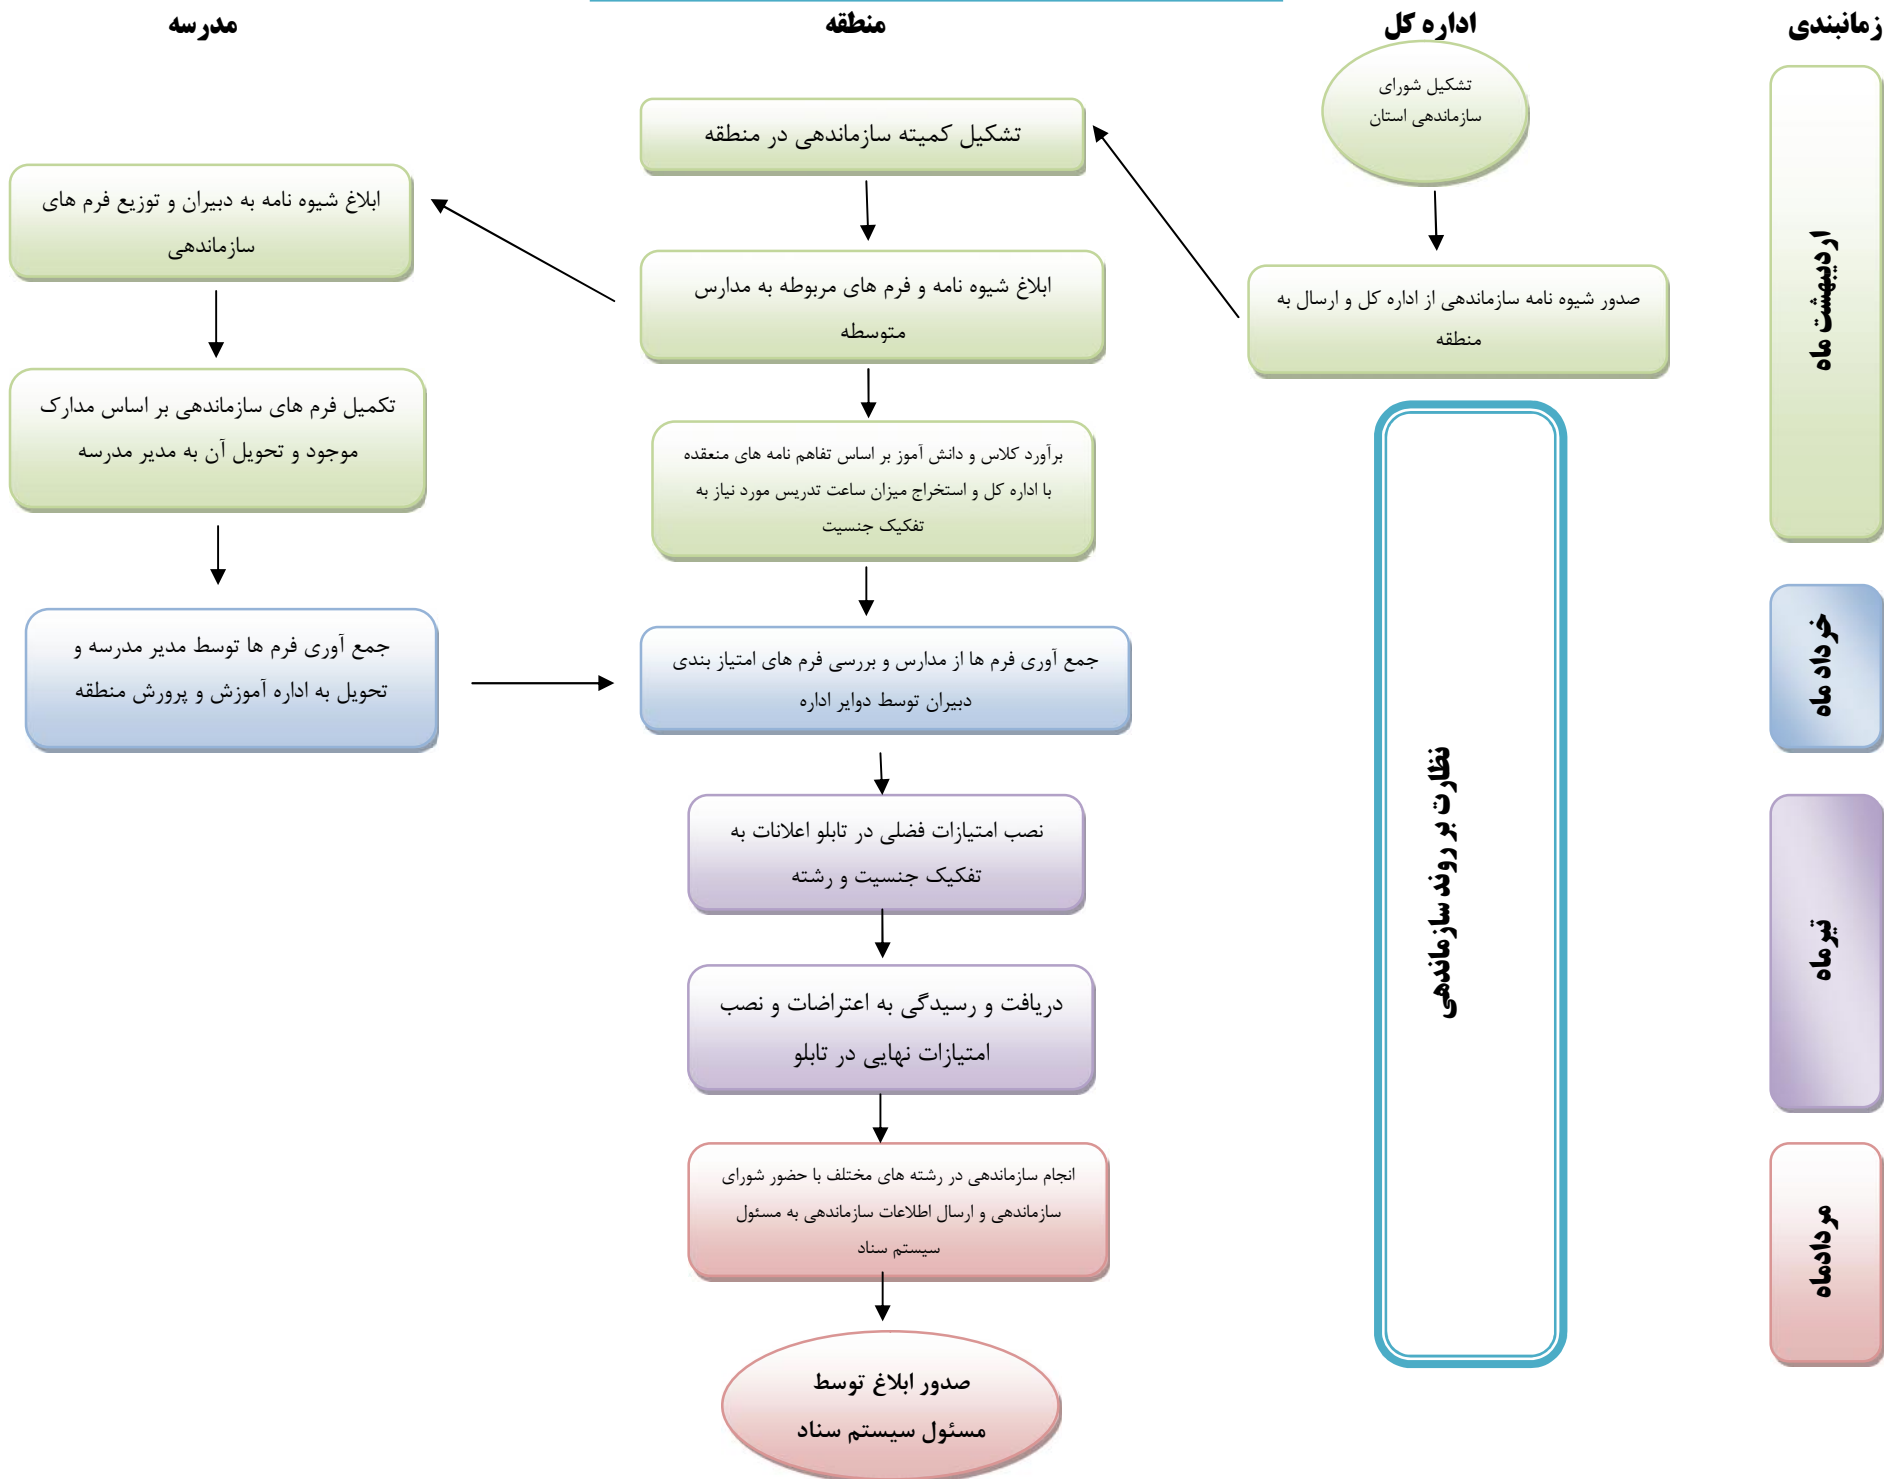 زمانبندی
اداره کل
منطقه
مدرسه
اردیبهشت ماه
خرداد ماه
تیرماه
مردادماه
تشکیل شورای
سازماندهی استان
صدور شیوه نامه سازماندهی از اداره کل و ارسال به
منطقه
نظارت بر روند سازماندهی
تشکیل کمیته سازماندهی در منطقه
ابلاغ شیوه نامه و فرم های مربوطه به مدارس
متوسطه
برآورد کلاس و دانش آموز بر اساس تفاهم نامه های منعقده
با اداره کل و استخراج میزان ساعت تدریس مورد نیاز به
تفکیک جنسیت
جمع آوری فرم ها از مدارس و بررسی فرم های امتیاز بندی
دبیران توسط دوایر اداره
نصب امتیازات فضلی در تابلو اعلانات به
تفکیک جنسیت و رشته
دریافت و رسیدگی به اعتراضات و نصب
امتیازات نهایی در تابلو
انجام سازماندهی در رشته های مختلف با حضور شورای
سازماندهی و ارسال اطلاعات سازماندهی به مسئول
سیستم سناد
صدور ابلاغ توسط
مسئول سیستم سناد
ابلاغ شیوه نامه به دبیران و توزیع فرم های
سازماندهی
تکمیل فرم های سازماندهی بر اساس مدارک
موجود و تحویل آن به مدیر مدرسه
جمع آوری فرم ها توسط مدیر مدرسه و
تحویل به اداره آموزش و پرورش منطقه